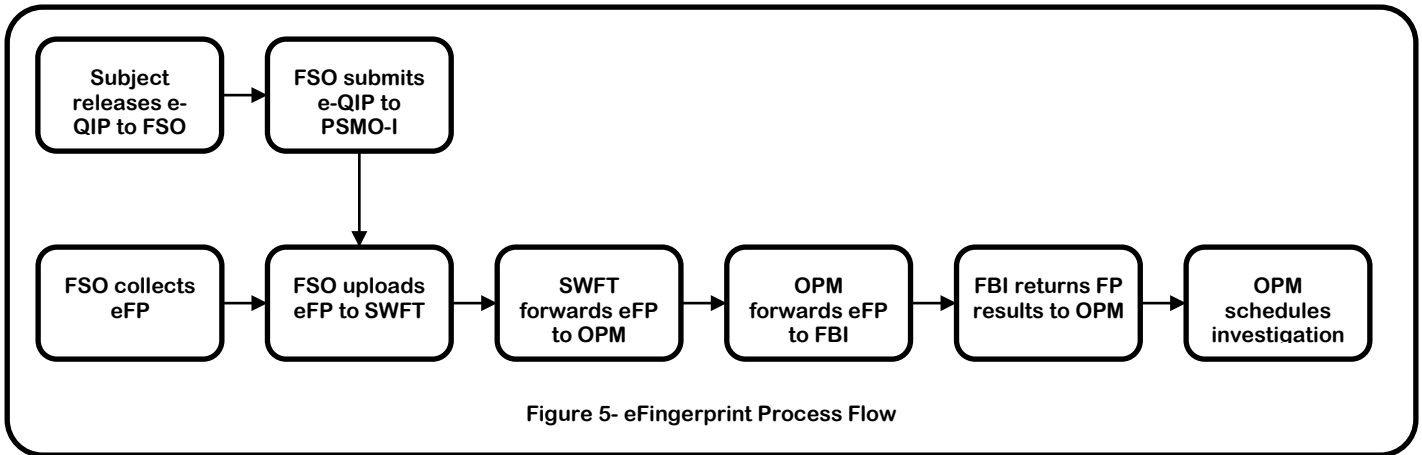 Subject
releases e-
QIP to FSO
FSO submits
e-QIP to
PSMO-I
FSO collects
eFP
FSO uploads
eFP to SWFT
SWFT
forwards eFP
to OPM
OPM
forwards eFP
to FBI
FBI returns FP
results to OPM
OPM
schedules
investigation
Figure 5- eFingerprint Process Flow